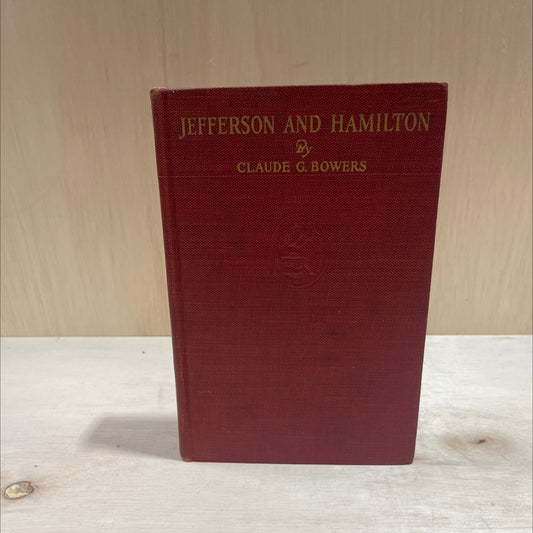 JEFFERSON AND HAMILTON
By
CLAUDE G. BOWERS